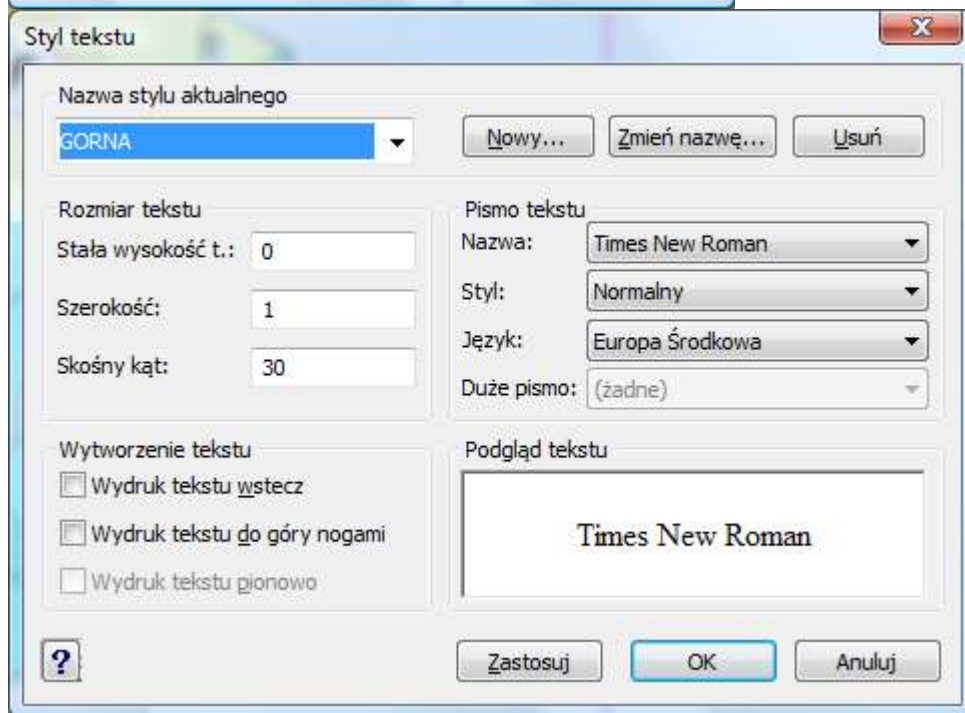 Styl tekstu
Nazwa stylu aktualnego
GORNA
Nowy... Zmień nazwę... Usuń
Rozmiar tekstu
Stała wysokość t.: 0
Szerokość: 1
Skośny kąt: 30
Pismo tekstu
Nazwa: Times New Roman
Styl: Normalny
Język: Europa Środkowa
Duże pismo: (żadne)
Wytworzenie tekstu
Wydruk tekstu wstecz
Wydruk tekstu do góry nogami
Wydruk tekstu pionowo
Podgląd tekstu
Times New Roman
?
Zastosuj OK Anuluj